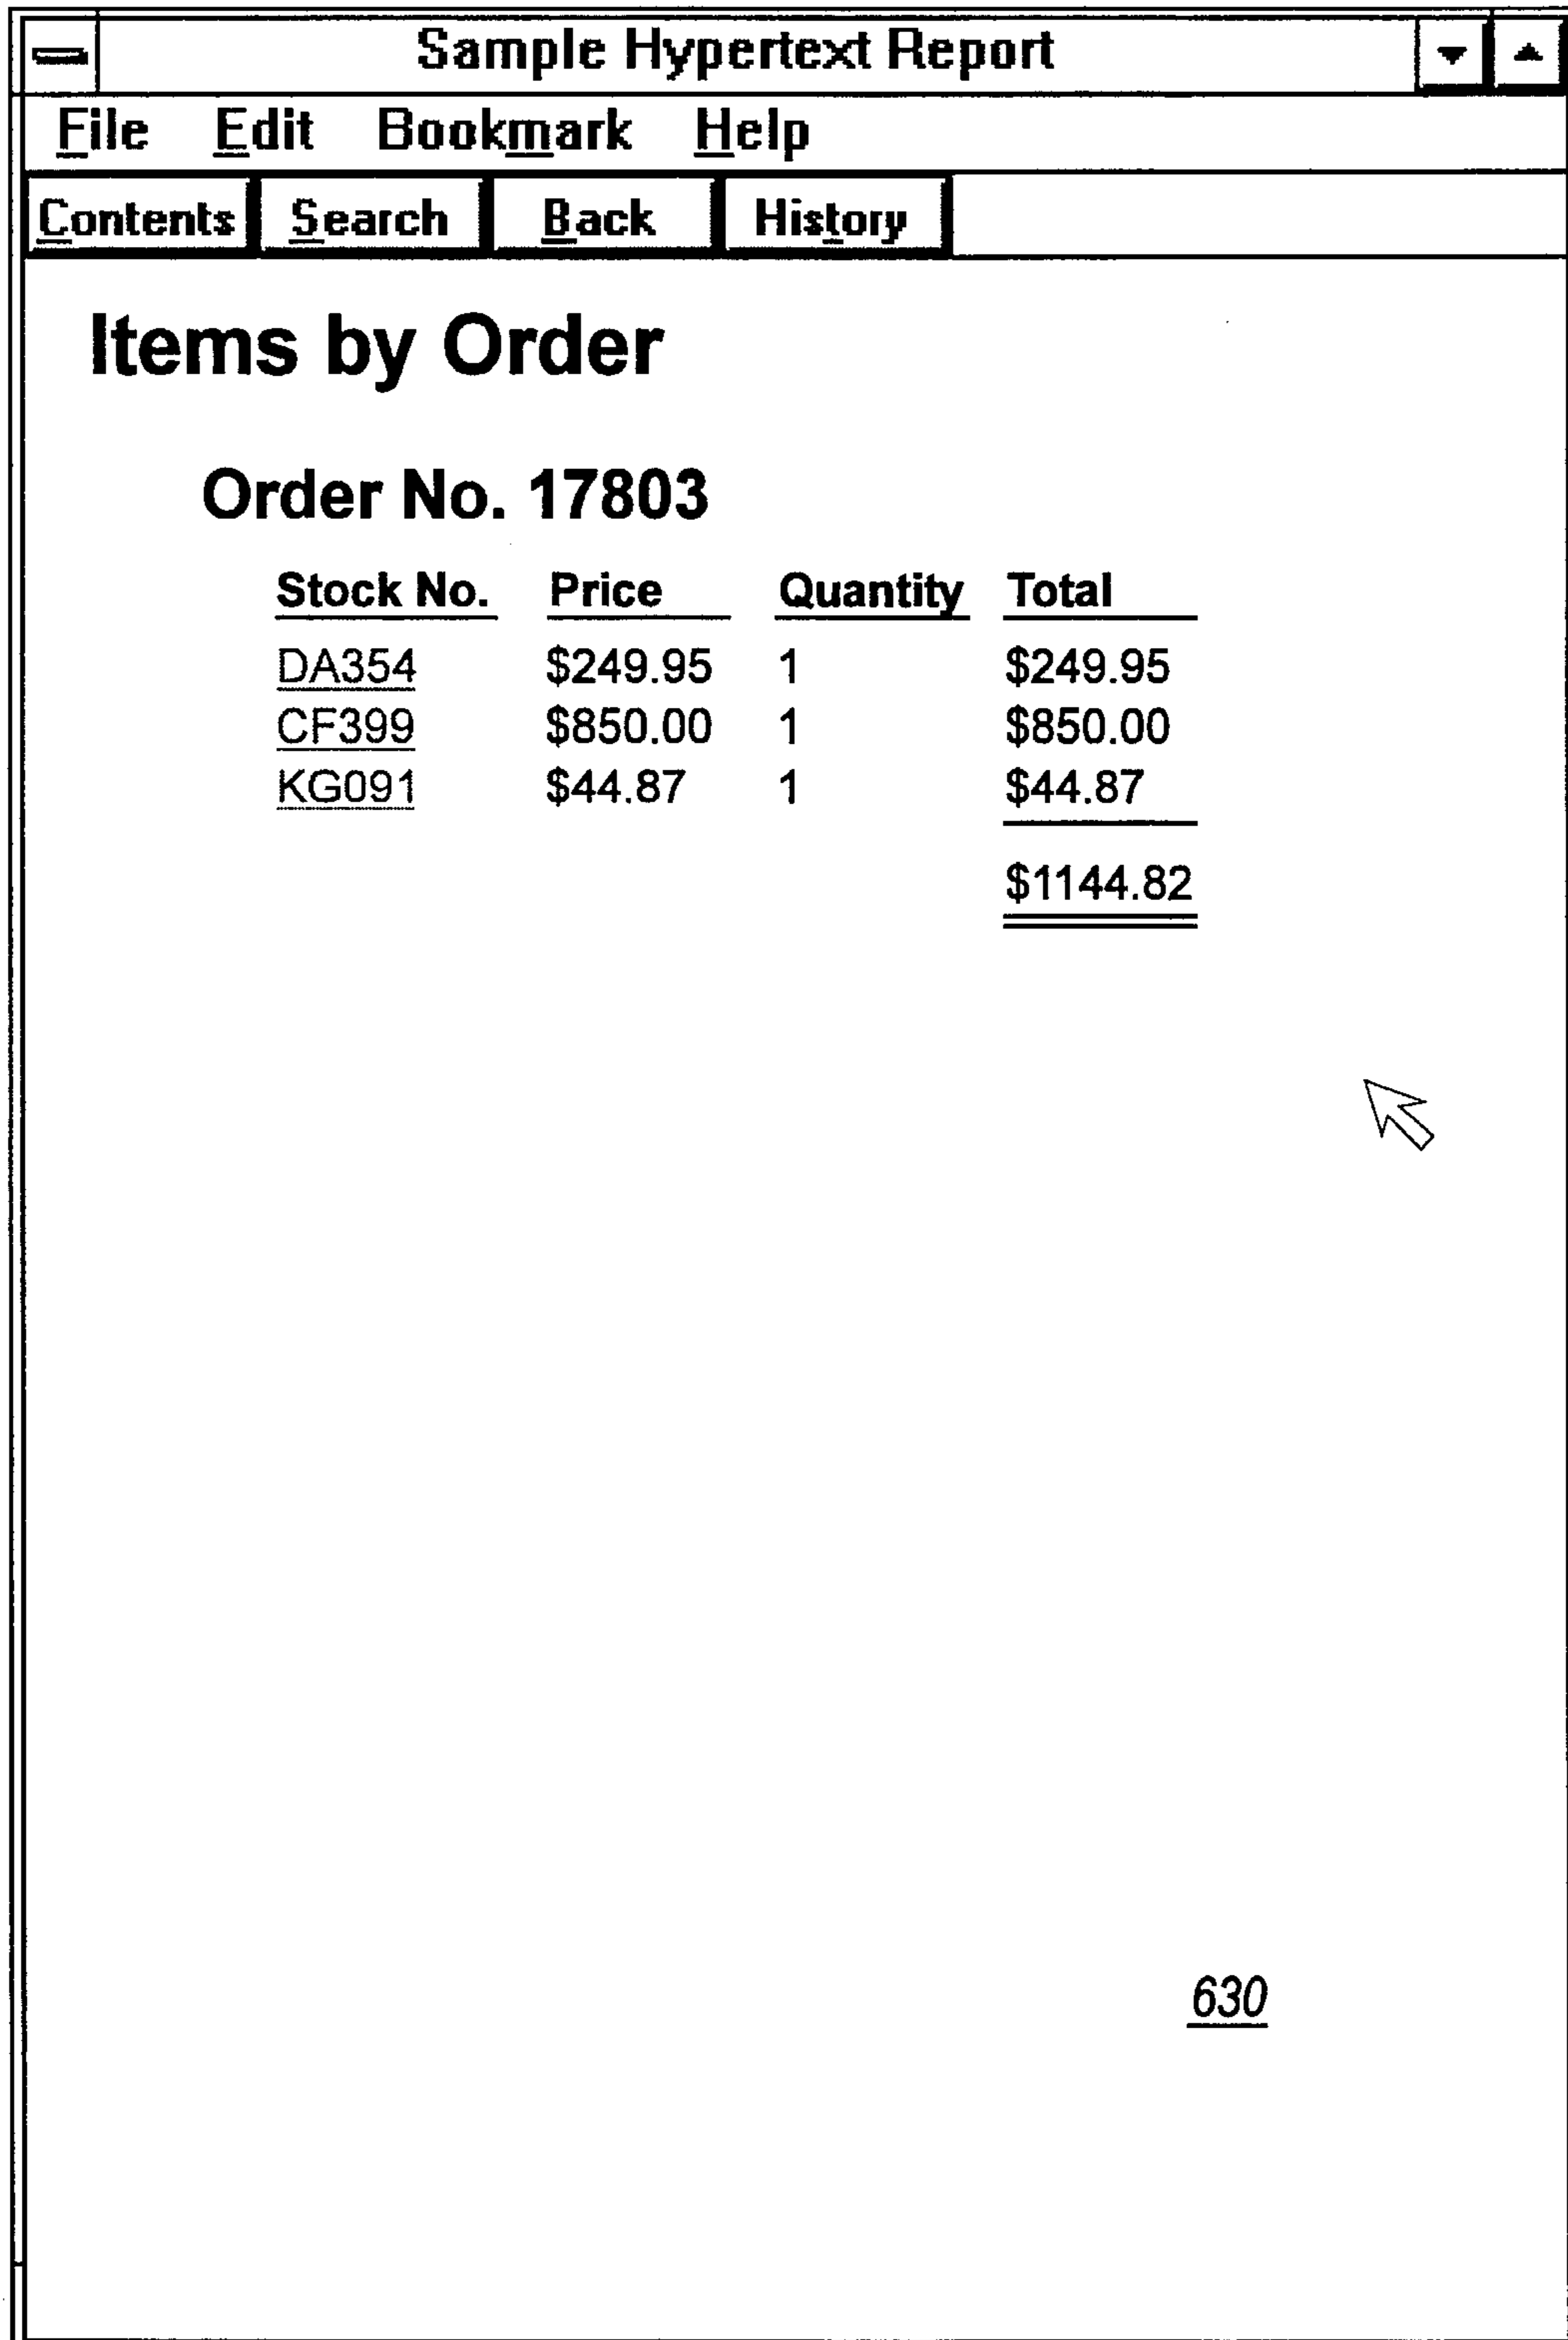 Sample Hypertext Report
File Edit Bookmark Help
Contents Search Back History
Items by Order
Order No. 17803
Stock No. Price Quantity Total
DA354 $249.95 1 $249.95
CF399 $850.00 1 $850.00
KG091 $44.87 1 $44.87
$1144.82
630